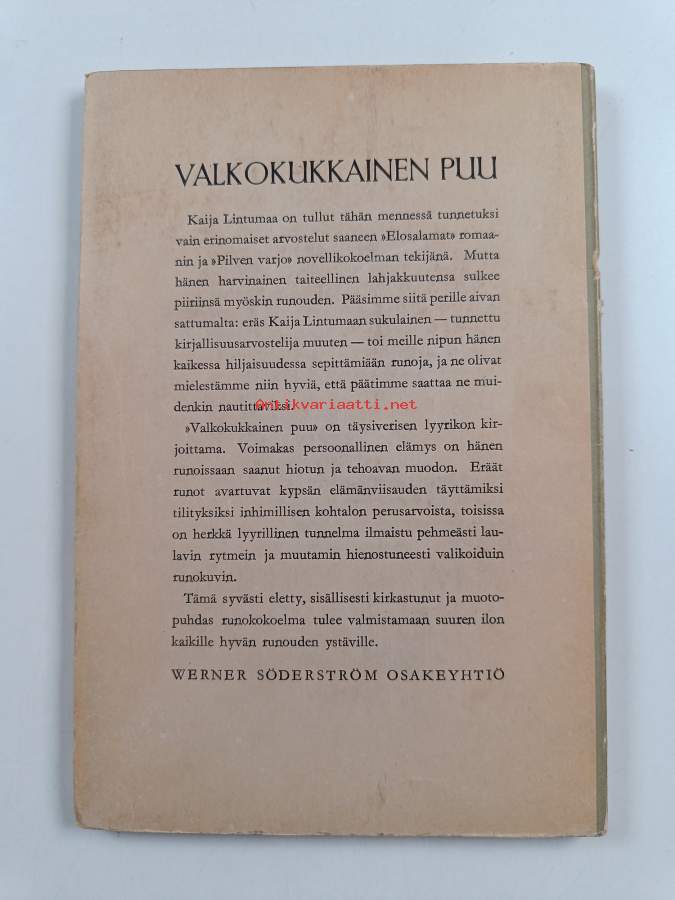 VALKOKUKKAINEN PUU
Kaija Lintumaa on tullut tähän mennessä tunnetuksi
vain erinomaiset arvostelut saaneen »Elosalamat» romaa-
nin ja »Pilven varjo» novellikokoelman tekijänä. Mutta
hänen harvinainen taiteellinen lahjakkuutensa sulkee
piiriinsä myöskin runouden. Pääsimme siitä perille aivan
sattumalta: eräs Kaija Lintumaan sukulainen — tunnettu
kirjallisuusarvostelija muuten — toi meille nipun hänen
kaikessa hiljaisuudessa sepittämiään runoja, ja ne olivat
mielestämme niin hyviä, että päätimme saattaa ne mui-
denkin nautittaviksi.
Antikvariaatti.net
»Valkokukkainen puu» on täysiverisen lyyrikon kir-
joittama. Voimakas persoonallinen elämys on hänen
runoissaan saanut hiotun ja tehoavan muodon. Eräät
runot avartuvat kypsän elämänviisauden täyttämiksi
tilityksiksi inhimillisen kohtalon perusarvoista, toisissa
on herkkä lyyrillinen tunnelma ilmaistu pehmeästi lau-
lavin rytmein ja muutamin hienostuneesti valikoiduin
runokuvin.
Tämä syvästi eletty, sisällisesti kirkastunut ja muoto-
puhdas runokokoelma tulee valmistamaan suuren ilon
kaikille hyvän runouden ystäville.
WERNER SÖDERSTRÖM OSAKEYHTIÖ